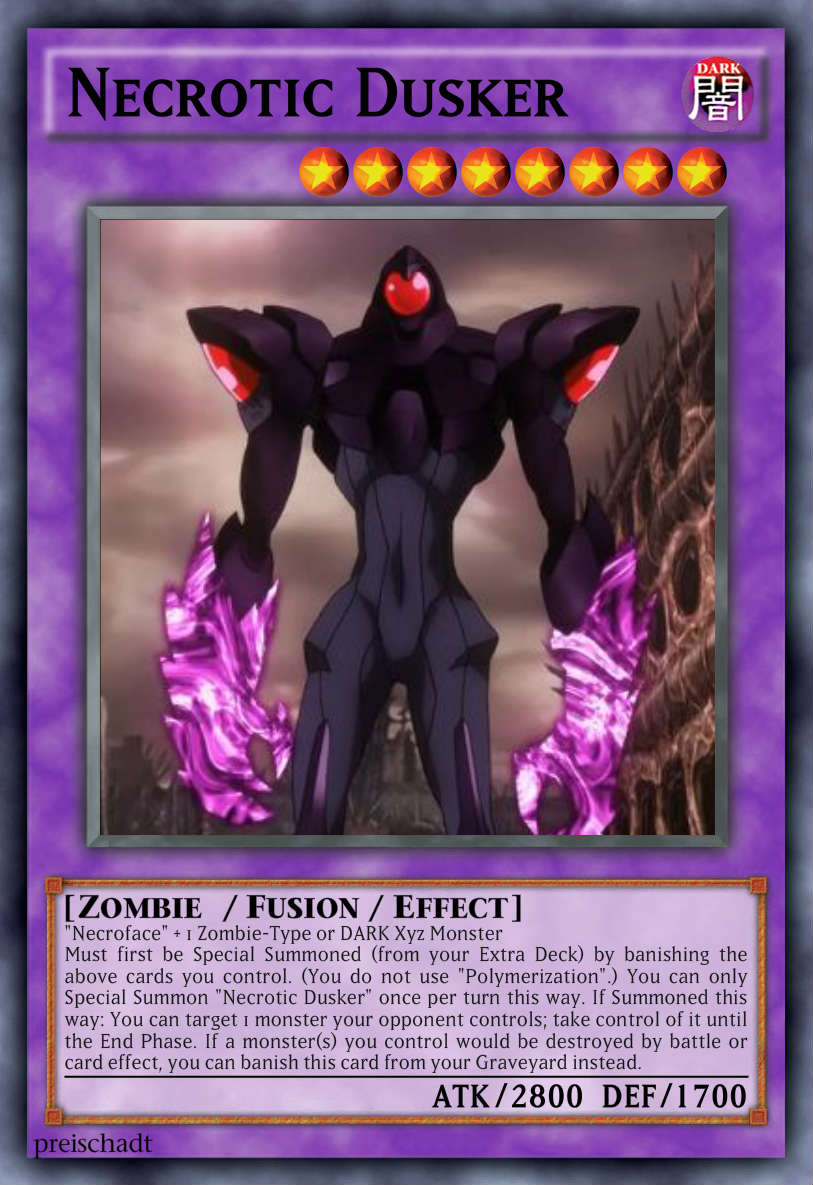 Necrotic Dusker
DARK
闇
[Zombie / Fusion / Effect]
"Necroface" + 1 Zombie-Type or DARK Xyz Monster
Must first be Special Summoned (from your Extra Deck) by banishing the
above cards you control. (You do not use "Polymerization".) You can only
Special Summon "Necrotic Dusker" once per turn this way. If Summoned this
way: You can target 1 monster your opponent controls; take control of it until
the End Phase. If a monster(s) you control would be destroyed by battle or
card effect, you can banish this card from your Graveyard instead.
ATK/2800 DEF/1700
preischadt